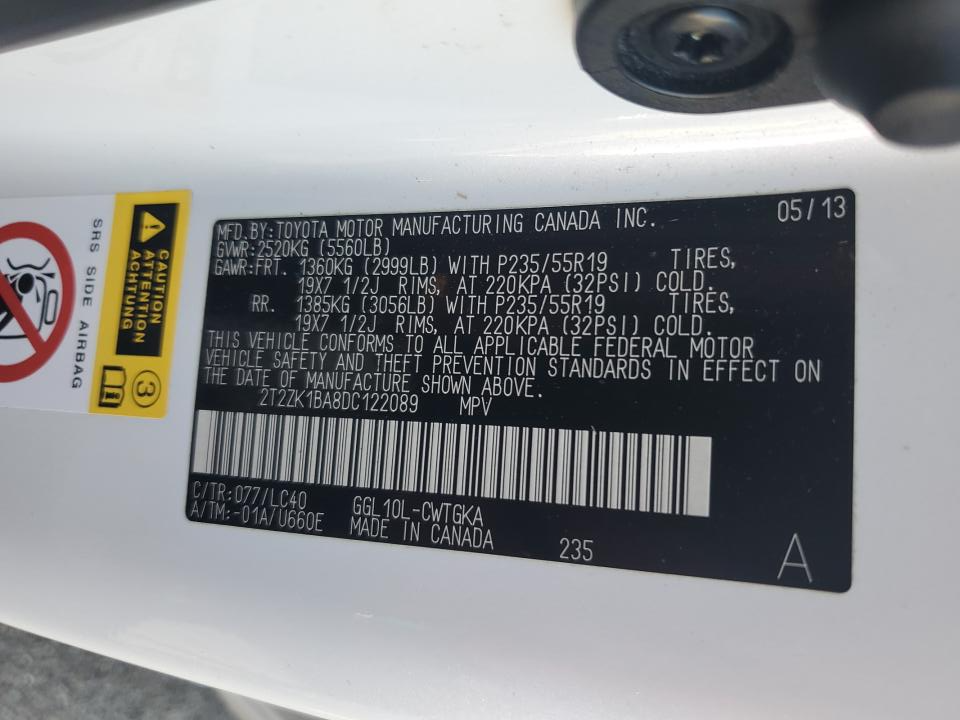 MFD.BY:TOYOTA MOTOR MANUFACTURING CANADA INC. 05/13
GVWR:2520KG (5560LB)
GAWR:FRT. 1360KG (2999LB) WITH P235/55R19 TIRES,
19X7 1/2J RIMS, AT 220KPA (32PSI) COLD.
RR. 1385KG (3056LB) WITH P235/55R19 TIRES,
19X7 1/2J RIMS, AT 220KPA (32PSI) COLD.
THIS VEHICLE CONFORMS TO ALL APPLICABLE FEDERAL MOTOR
VEHICLE SAFETY AND THEFT PREVENTION STANDARDS IN EFFECT ON
THE DATE OF MANUFACTURE SHOWN ABOVE.
2T2ZK1BA8DC122089 MPV
C/TR:077/LC40 GGL10L-CWTGKA
A/TM:-01A/U660E MADE IN CANADA 235
A
CAUTION
ATTENTION
ACHTUNG
3
SRS SIDE AIRBAG